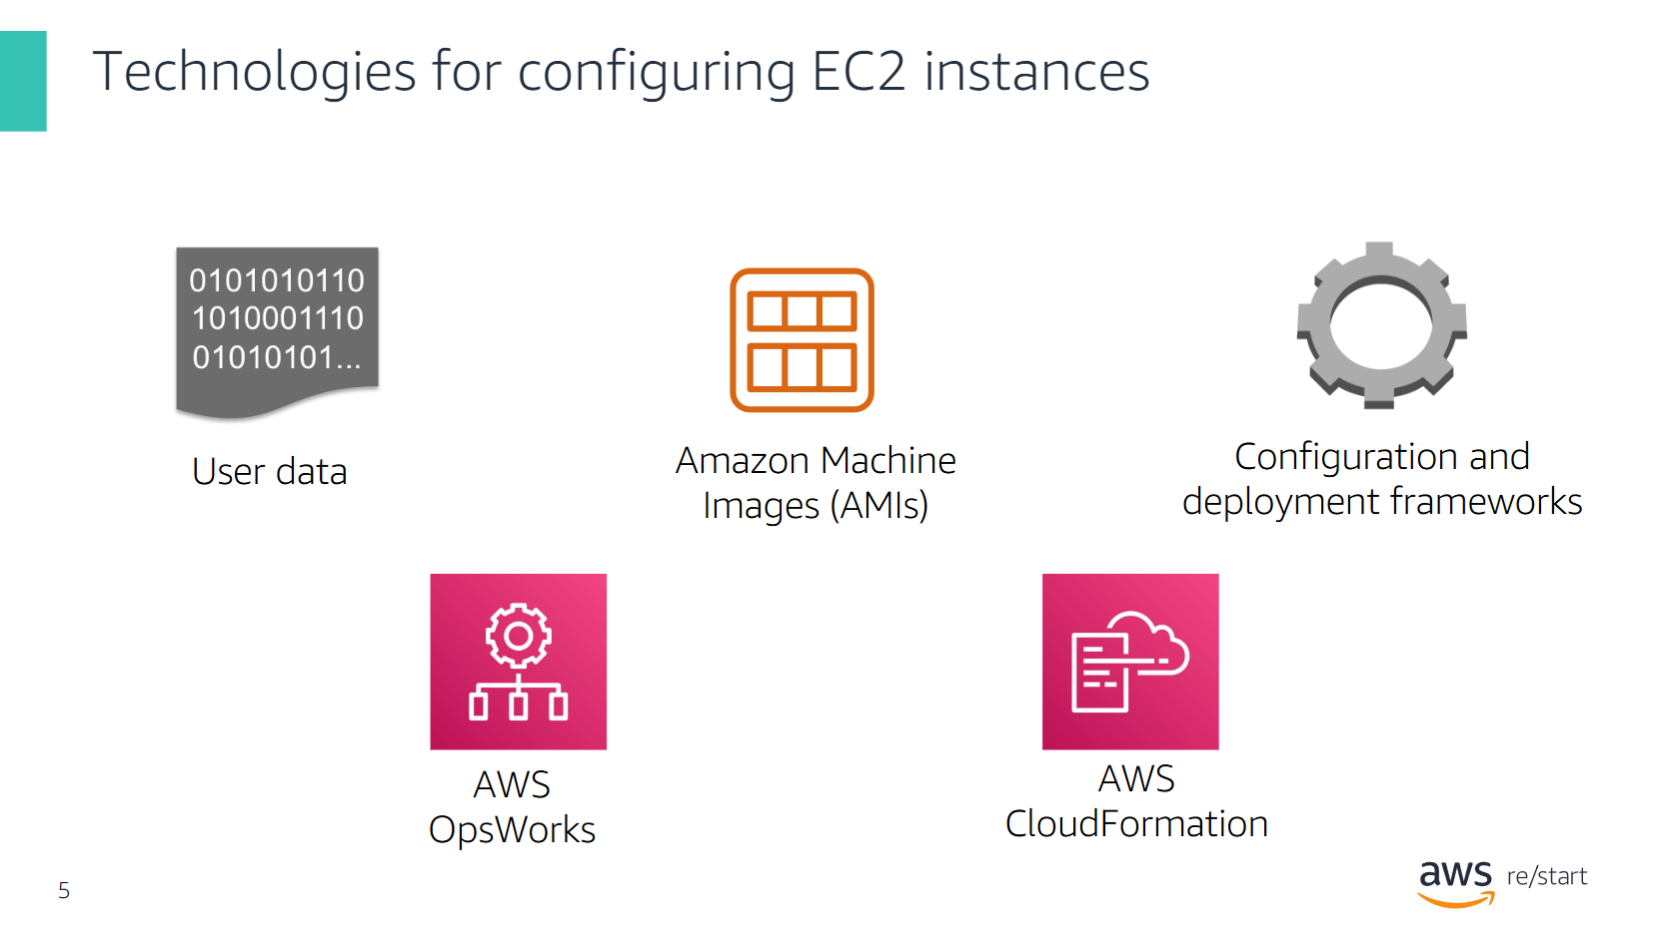 Technologies for configuring EC2 instances
0101010110
1010001110
01010101...
User data
Amazon Machine
Images (AMIs)
Configuration and
deployment frameworks
AWS
OpsWorks
AWS
CloudFormation
5
aws re/start